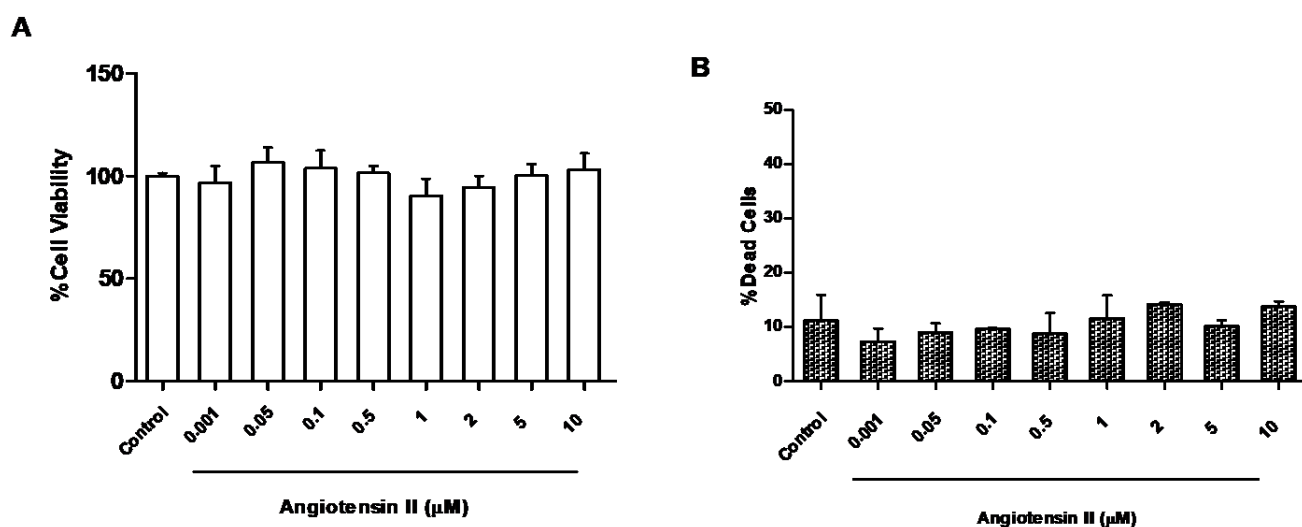 A
150
100
50
0
% Cell Viability
Control 0.001 0.05 0.1 0.5 1 2 5 10
Angiotensin II (μM)
B
50
40
30
20
10
0
% Dead Cells
Control 0.001 0.05 0.1 0.5 1 2 5 10
Angiotensin II (μM)